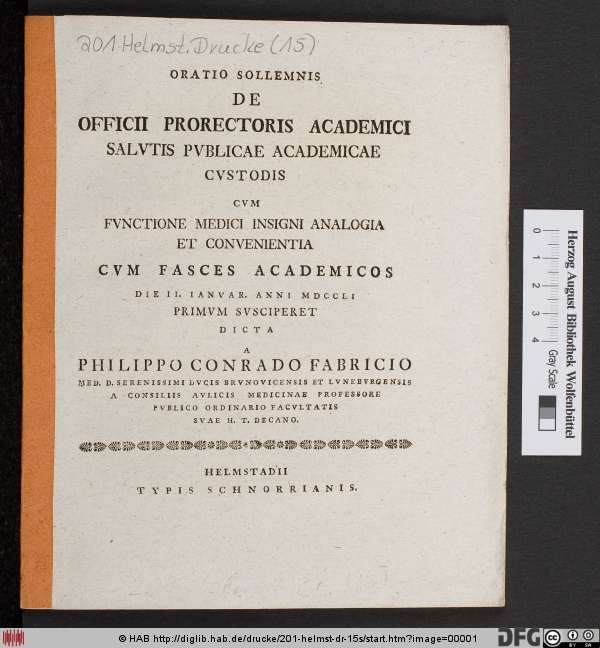 201 Helmst. Drucke (15)
ORATIO SOLLEMNIS
DE
OFFICII PRORECTORIS ACADEMICI
SALVTIS PVBLICAE ACADEMICAE
CVSTODIS
CVM
FVNCTIONE MEDICI INSIGNI ANALOGIA
ET CONVENIENTIA
CVM FASCES ACADEMICOS
DIE II. IANVAR. ANNI MDCCLI
PRIMVM SVSCIPERET
DICTA
A
PHILIPPO CONRADO FABRICIO
MED. D. SERENISSIMI DVCIS BRVNOVICENSIS ET LVNEBVRGENSIS
A CONSILIIS AVLICIS MEDICINAE PROFESSORE
PVBLICO ORDINARIO FACVLTATIS
SVAE H. T. DECANO.
HELMSTADII
TYPIS SCHNORRIANIS.
0 1 2 3 4
Gray Scale
Herzog August Bibliothek Wolfenbüttel
© HAB http://diglib.hab.de/drucke/201-helmst-dr-15s/start.htm?image=00001
DFG
cc BY SA